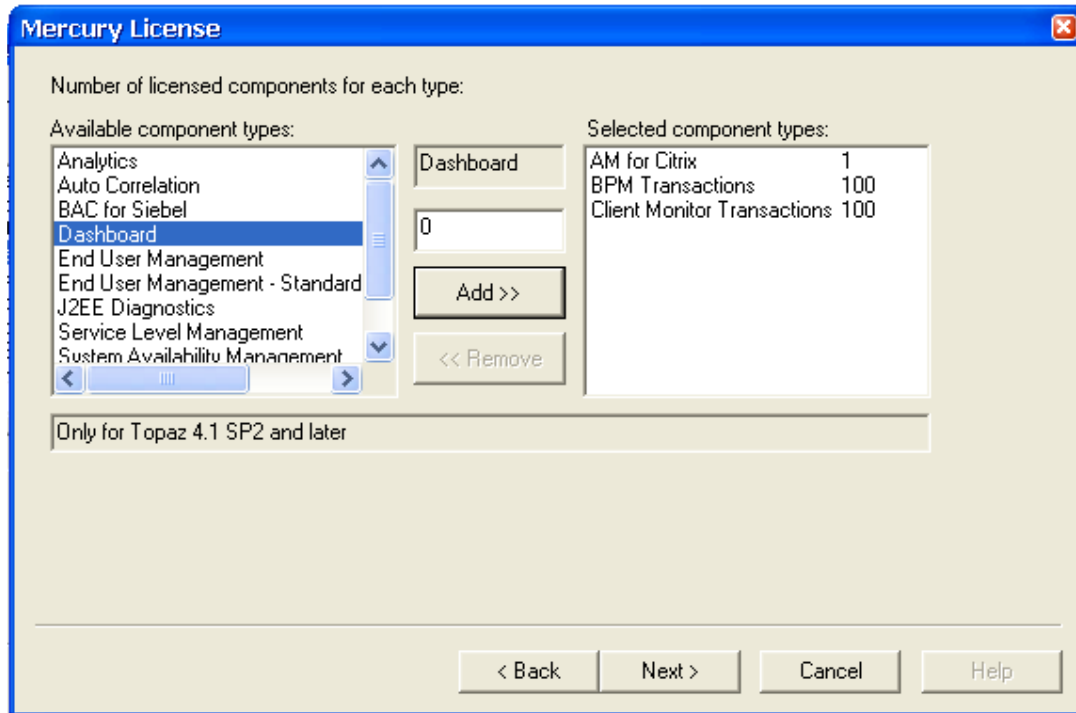 Mercury License
Number of licensed components for each type:
Available component types:
Analytics
Auto Correlation
BAC for Siebel
Dashboard
End User Management
End User Management - Standard
J2EE Diagnostics
Service Level Management
System Availability Management
Dashboard
0
Add >>
<< Remove
Selected component types:
AM for Citrix 1
BPM Transactions 100
Client Monitor Transactions 100
Only for Topaz 4.1 SP2 and later
< Back Next > Cancel Help